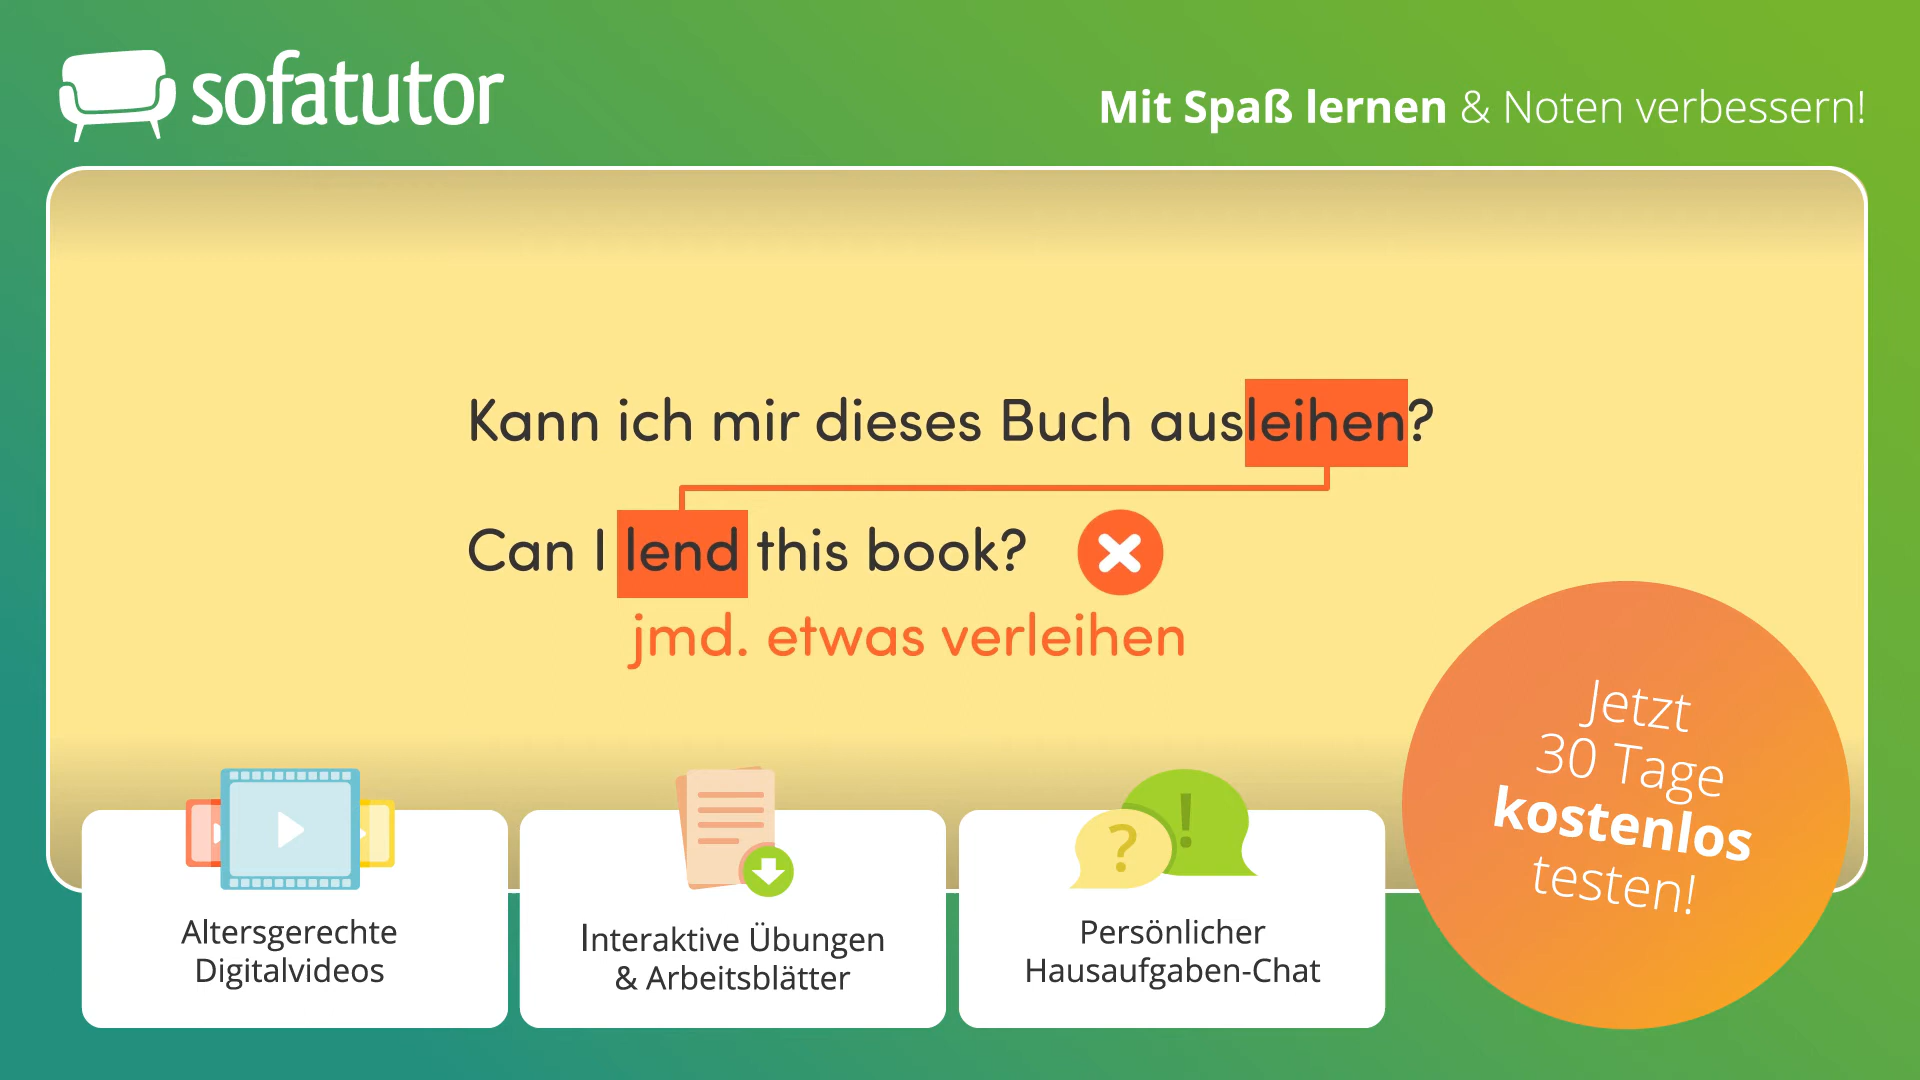 sofatutor
Mit Spaß lernen & Noten verbessern!
Kann ich mir dieses Buch ausleihen?
Can I lend this book?
jmd. etwas verleihen
Jetzt
30 Tage
kostenlos
testen!
Altersgerechte
Digitalvideos
Interaktive Übungen
& Arbeitsblätter
? !
Persönlicher
Hausaufgaben-Chat